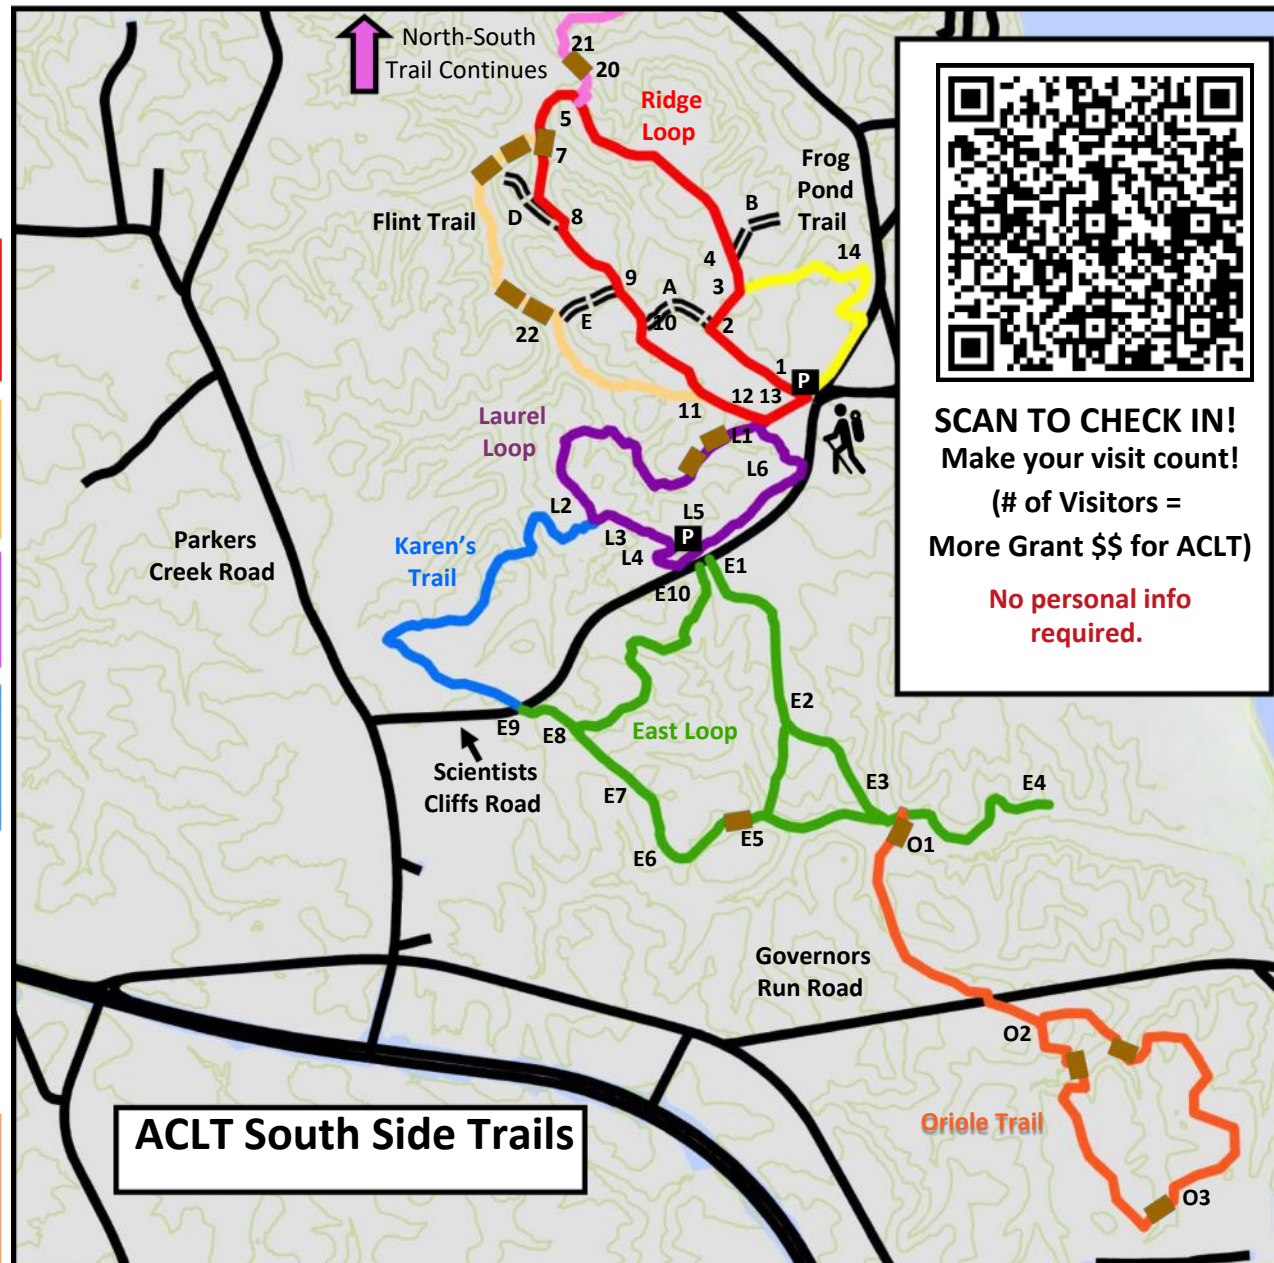 North-South
Trail Continues
21
20
Ridge
Loop
5
7
Frog
Pond
Trail
B
D
8
Flint Trail
14
4
9
A
3
E
10
2
22
1
P
12 13
11
Laurel
Loop
L1
L6
L2
L5
P
L3
L4
Karen's
Trail
E1
E10
Parkers
Creek Road
E2
E9
E8
East Loop
Scientists
Cliffs Road
E7
E3
E4
E5
E6
O1
Governors
Run Road
O2
Oriole Trail
O3
ACLT South Side Trails
SCAN TO CHECK IN!
Make your visit count!
(# of Visitors =
More Grant $$ for ACLT)
No personal info
required.